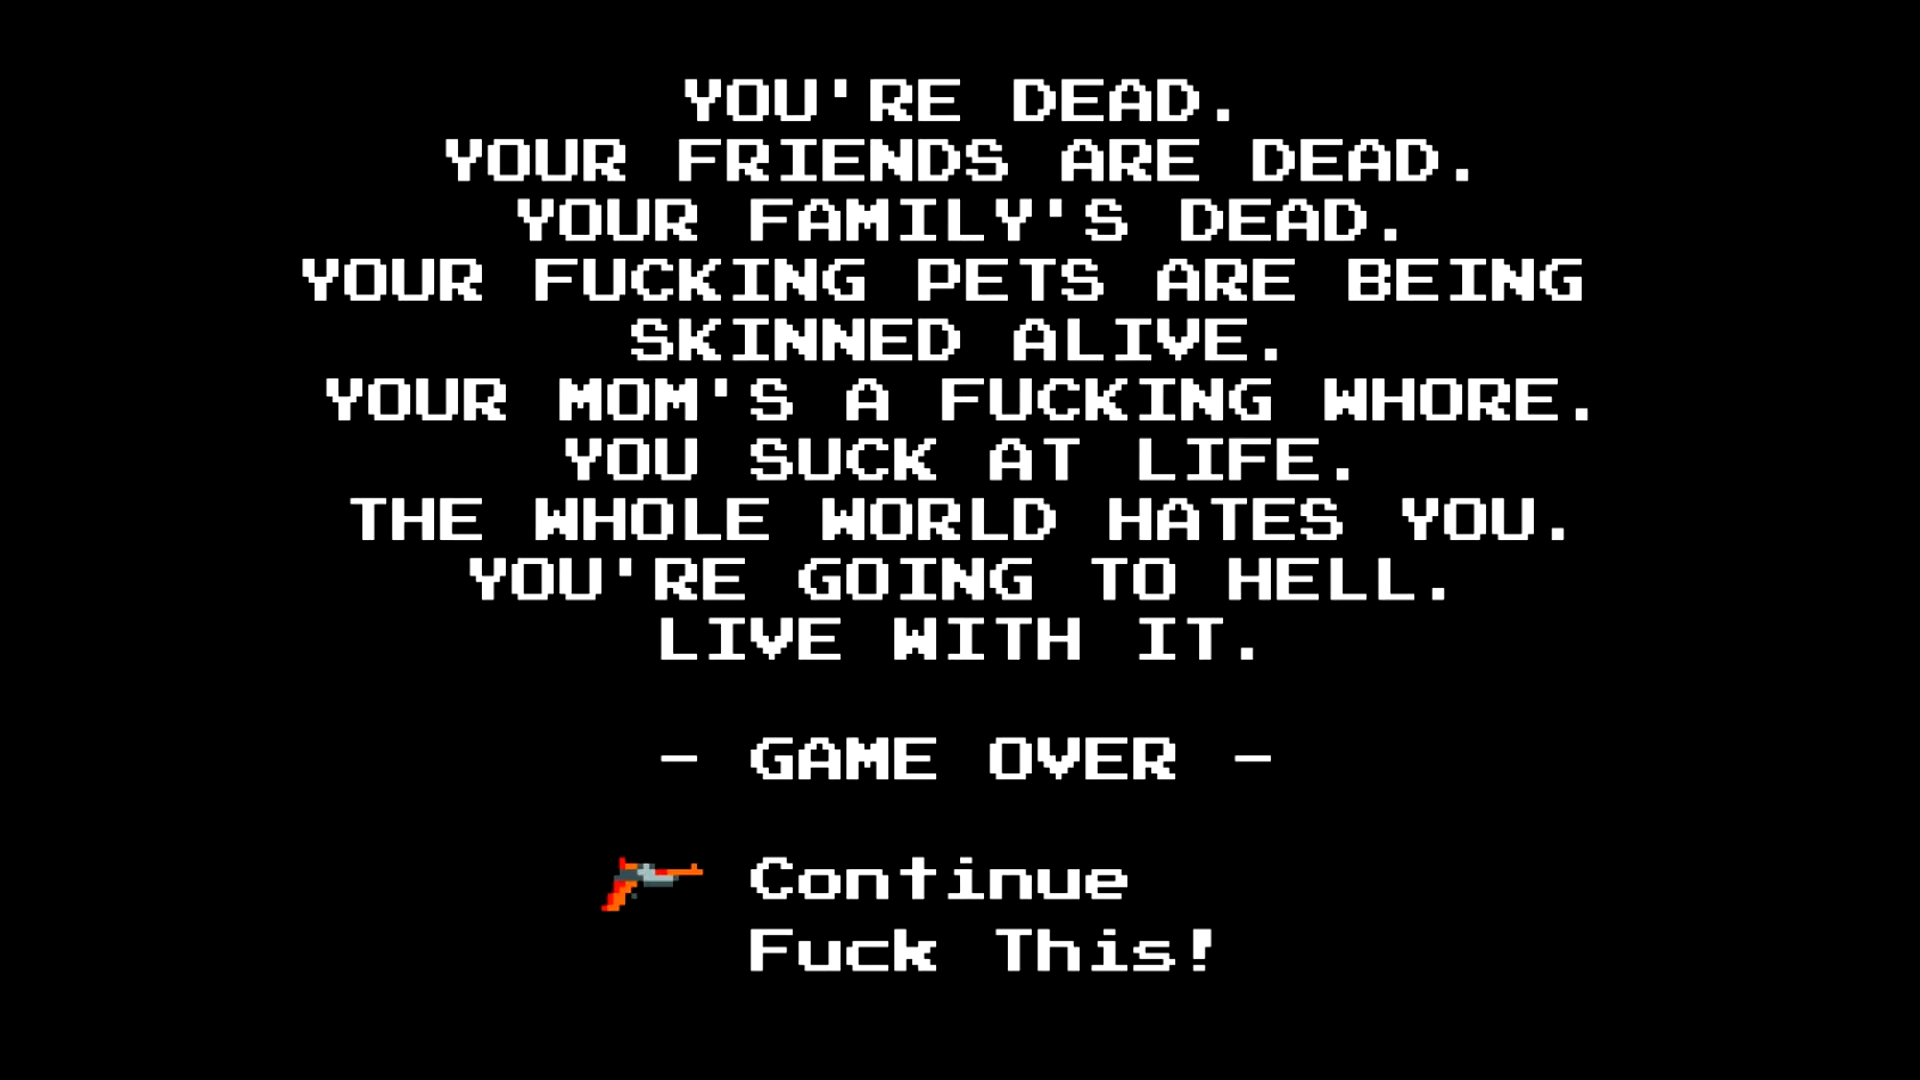 YOU'RE DEAD.
YOUR FRIENDS ARE DEAD.
YOUR FAMILY'S DEAD.
YOUR FUCKING PETS ARE BEING
SKINNED ALIVE.
YOUR MOM'S A FUCKING WHORE.
YOU SUCK AT LIFE.
THE WHOLE WORLD HATES YOU.
YOU'RE GOING TO HELL.
LIVE WITH IT.
- GAME OVER -
Continue
Fuck This!